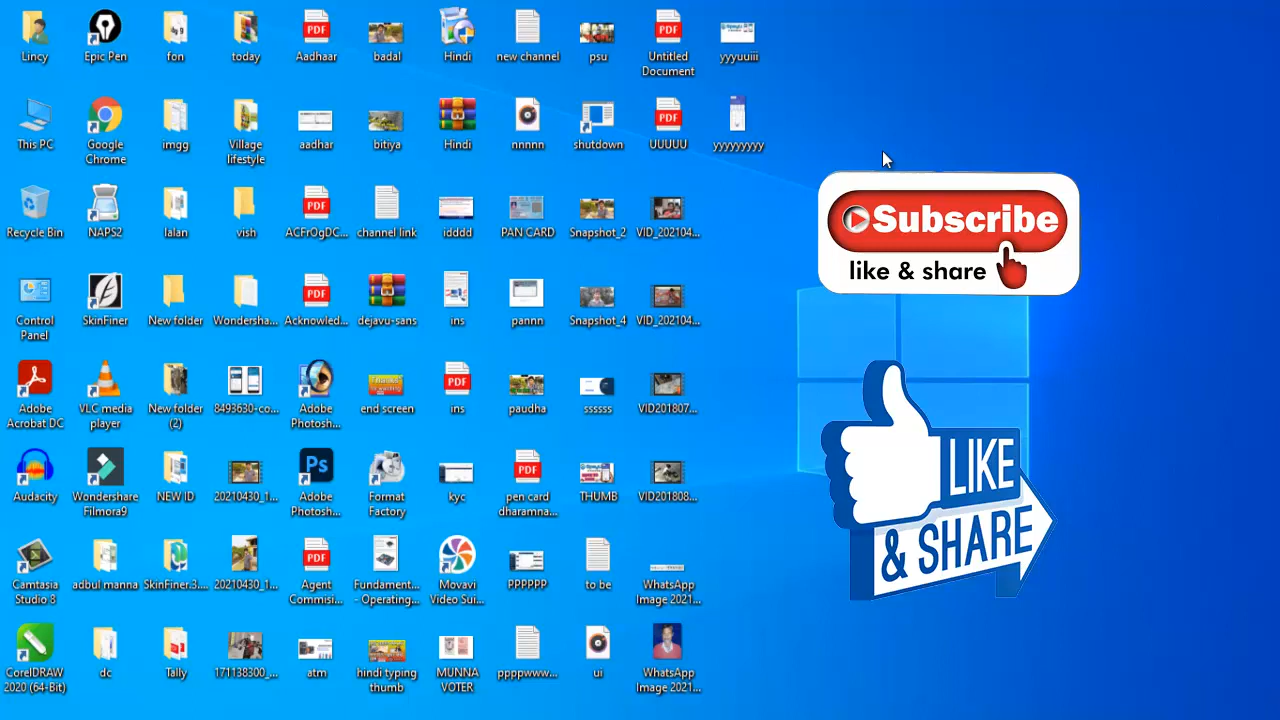 Lincy
Epic Pen
fon
today
Aadhaar
badal
Hindi
new channel
psu
Untitled
Document
yyyuuiii
This PC
Google
Chrome
imgg
Village
lifestyle
aadhar
bitiya
Hindi
nnnnn
shutdown
UUUUU
yyyyyyyyy
Recycle Bin
NAPS2
lalan
vish
ACFrOgDC...
channel link
idddd
PAN CARD
Snapshot_2
VID_202104...
Control
Panel
SkinFiner
New folder
Wondersha...
Acknowled...
dejavu-sans
ins
pannn
Snapshot_4
VID_202104...
Adobe
Acrobat DC
VLC media
player
New folder
(2)
8493630-co...
Adobe
Photosh...
end screen
ins
paudha
ssssss
VID201807...
Audacity
Wondershare
Filmora9
NEW ID
20210430_1...
Adobe
Photosh...
Format
Factory
kyc
pen card
dharamna...
THUMB
VID201808...
Camtasia
Studio 8
adbul manna
SkinFiner.3....
20210430_1...
Agent
Commisi...
Fundament...
- Operating...
Movavi
Video Sui...
PPPPPP
to be
WhatsApp
Image 2021...
CorelDRAW
2020 (64-Bit)
dc
Tally
171138300_...
atm
hindi typing
thumb
MUNNA
VOTER
ppppwww...
ui
WhatsApp
Image 2021...
Subscribe
like & share
LIKE
& SHARE